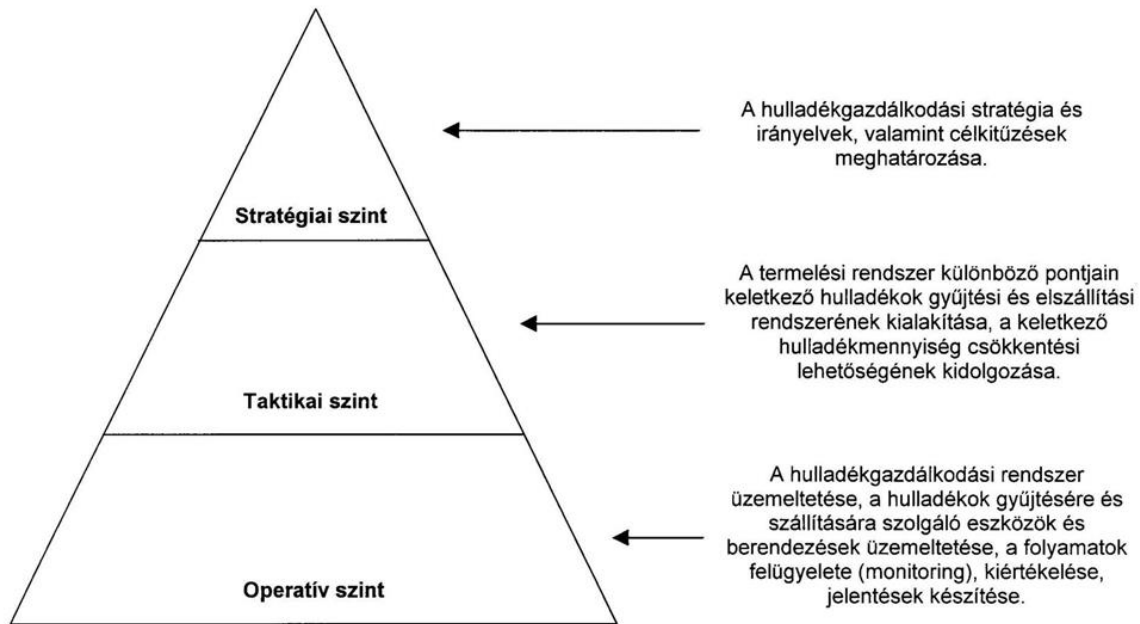 A hulladékgazdálkodási stratégia és
irányelvek, valamint célkitűzések
meghatározása.
Stratégiai szint
A termelési rendszer különböző pontjain
keletkező hulladékok gyűjtési és elszállítási
rendszerének kialakítása, a keletkező
hulladékmennyiség csökkentési
lehetőségének kidolgozása.
Taktikai szint
A hulladékgazdálkodási rendszer
üzemeltetése, a hulladékok gyűjtésére és
szállítására szolgáló eszközök és
berendezések üzemeltetése, a folyamatok
felügyelete (monitoring), kiértékelése,
jelentések készítése.
Operatív szint